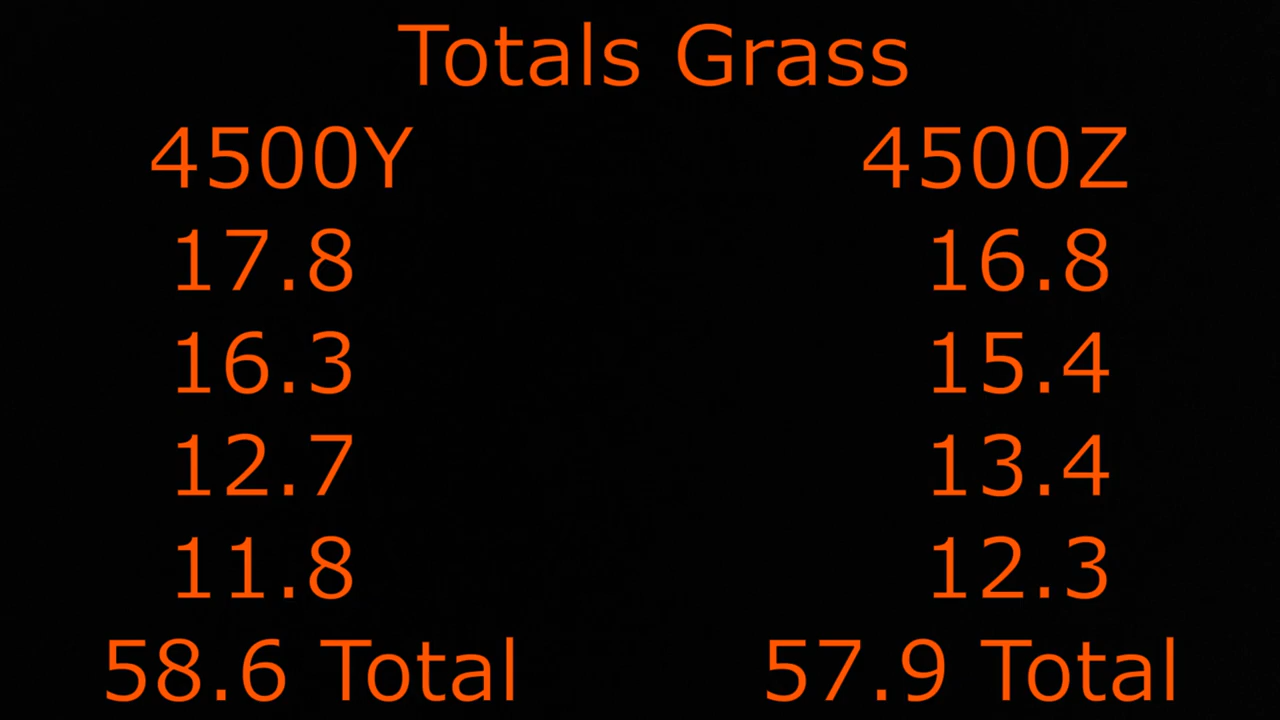 Totals Grass
4500Y 4500Z
17.8 16.8
16.3 15.4
12.7 13.4
11.8 12.3
58.6 Total 57.9 Total